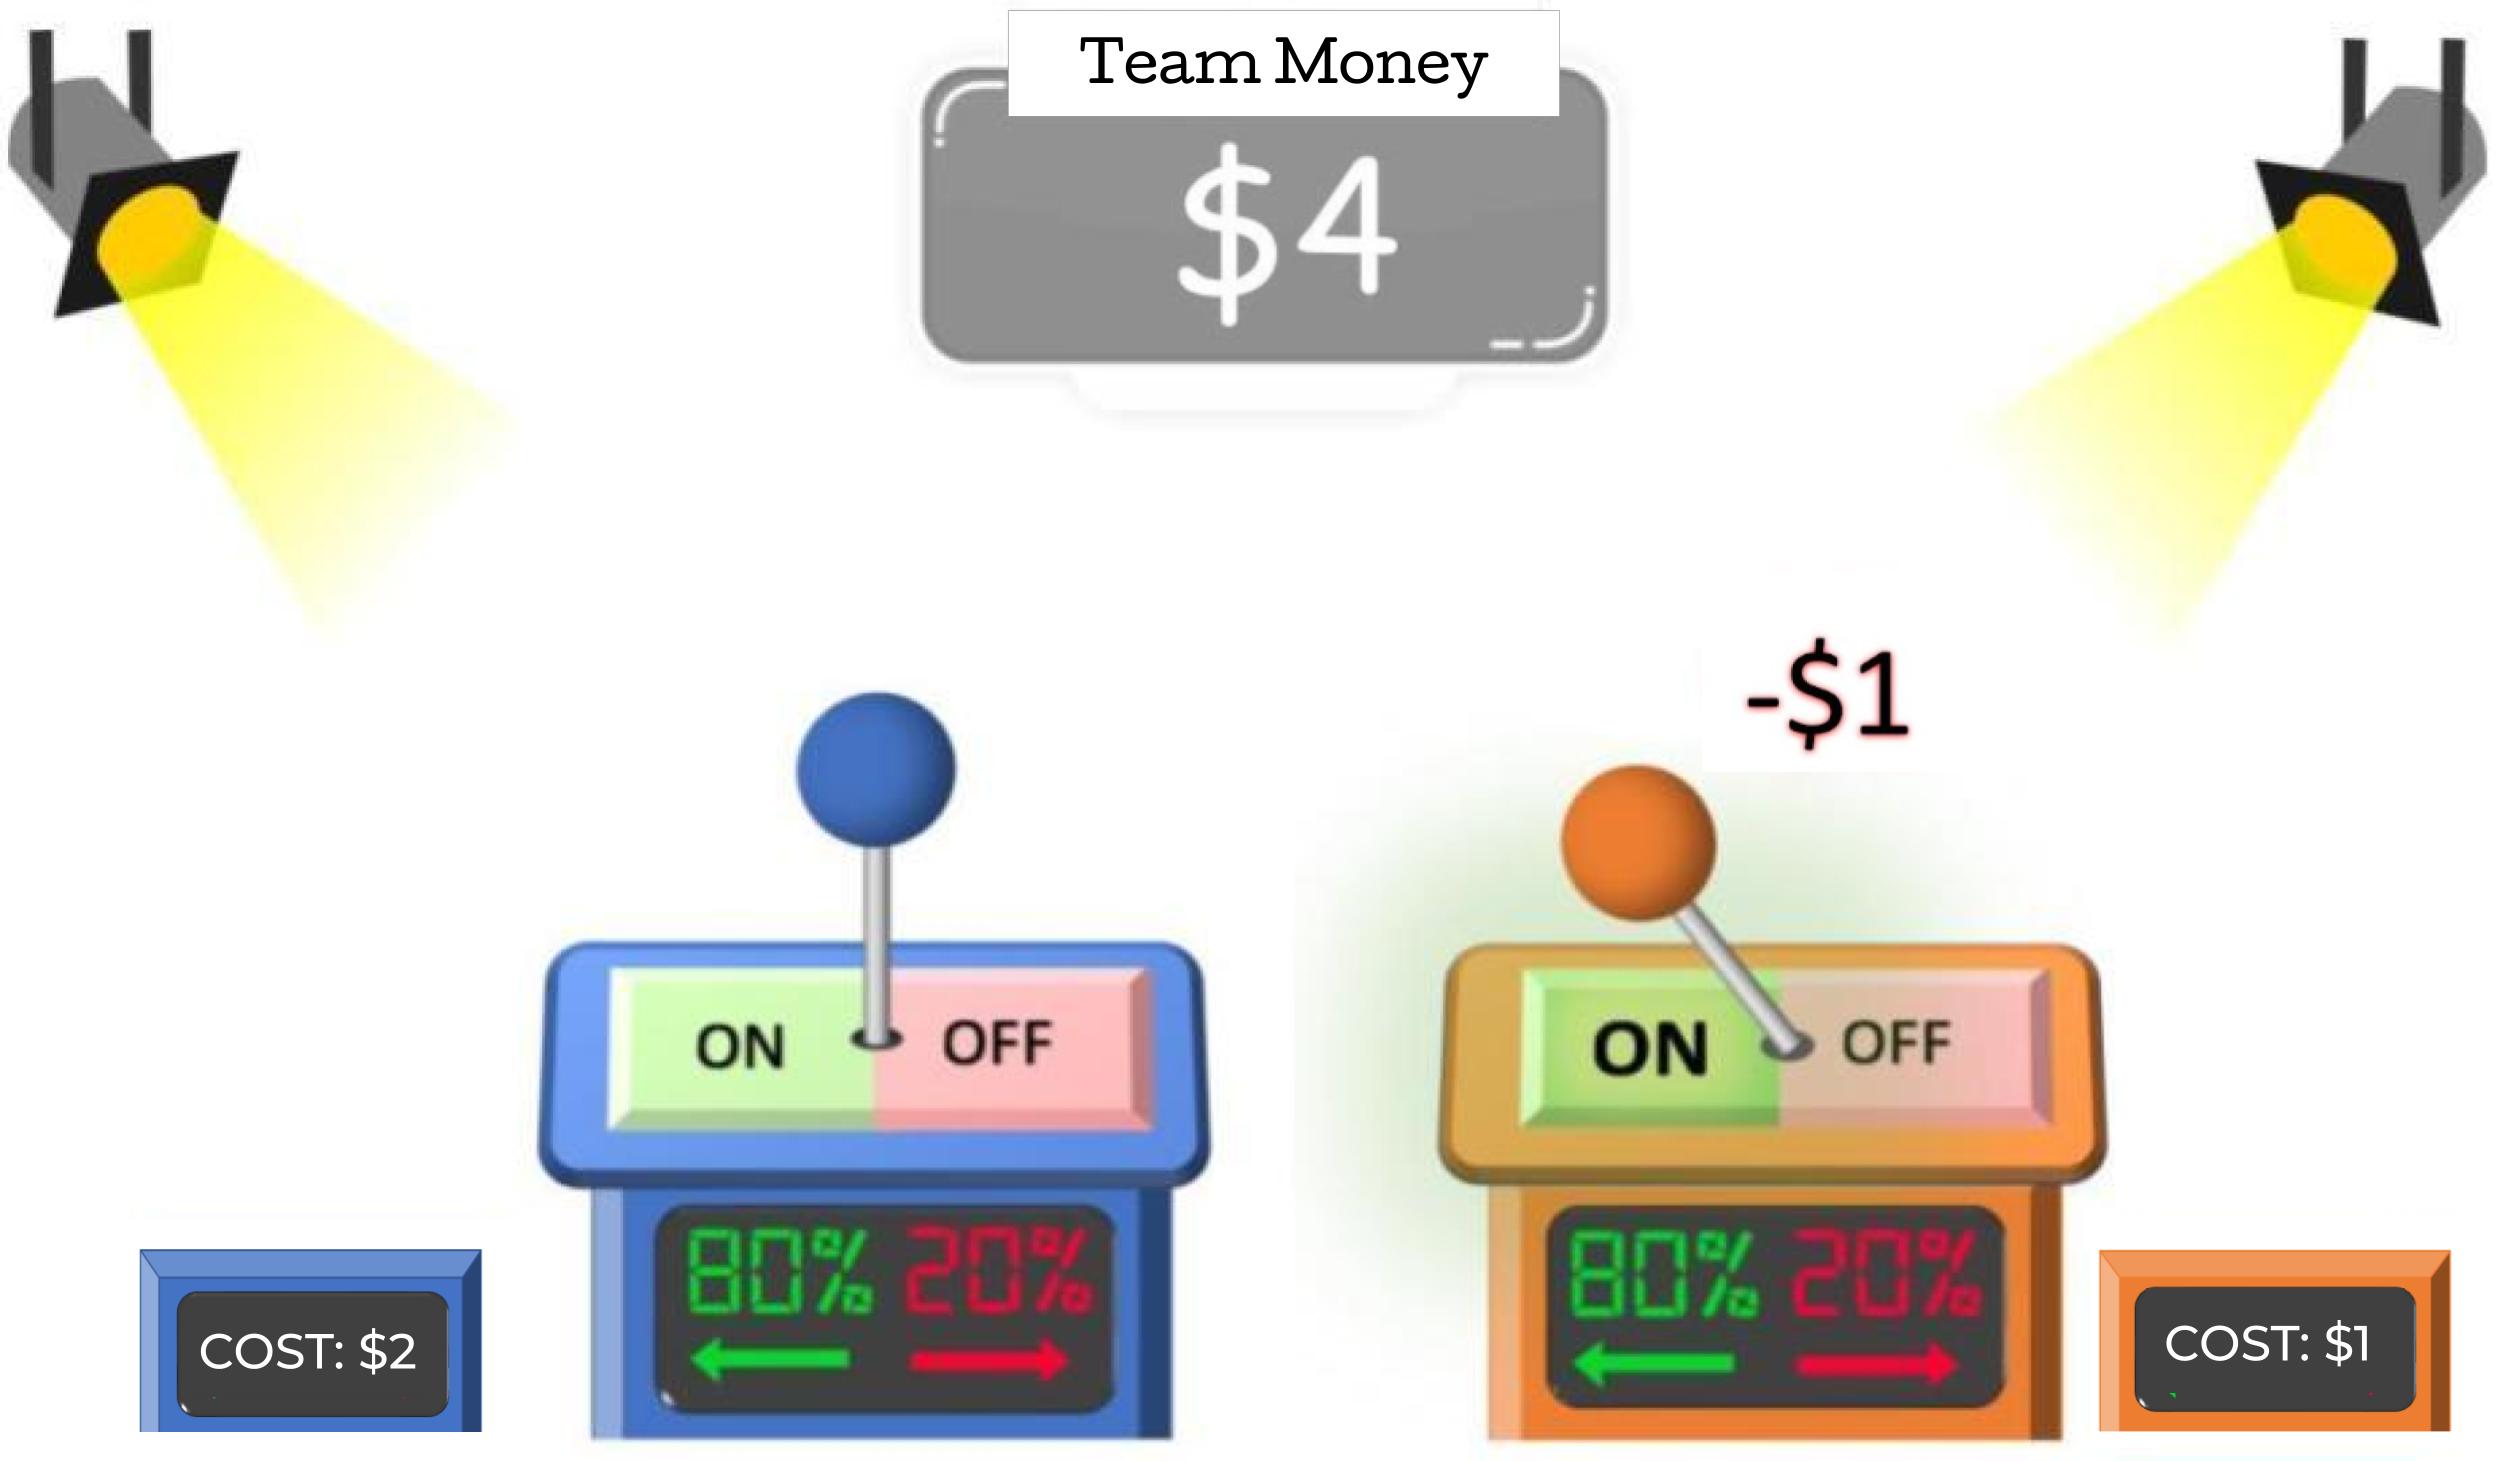 Team Money
$4
-$1
ON OFF
ON OFF
80% 20%
80% 20%
COST: $2
COST: $1